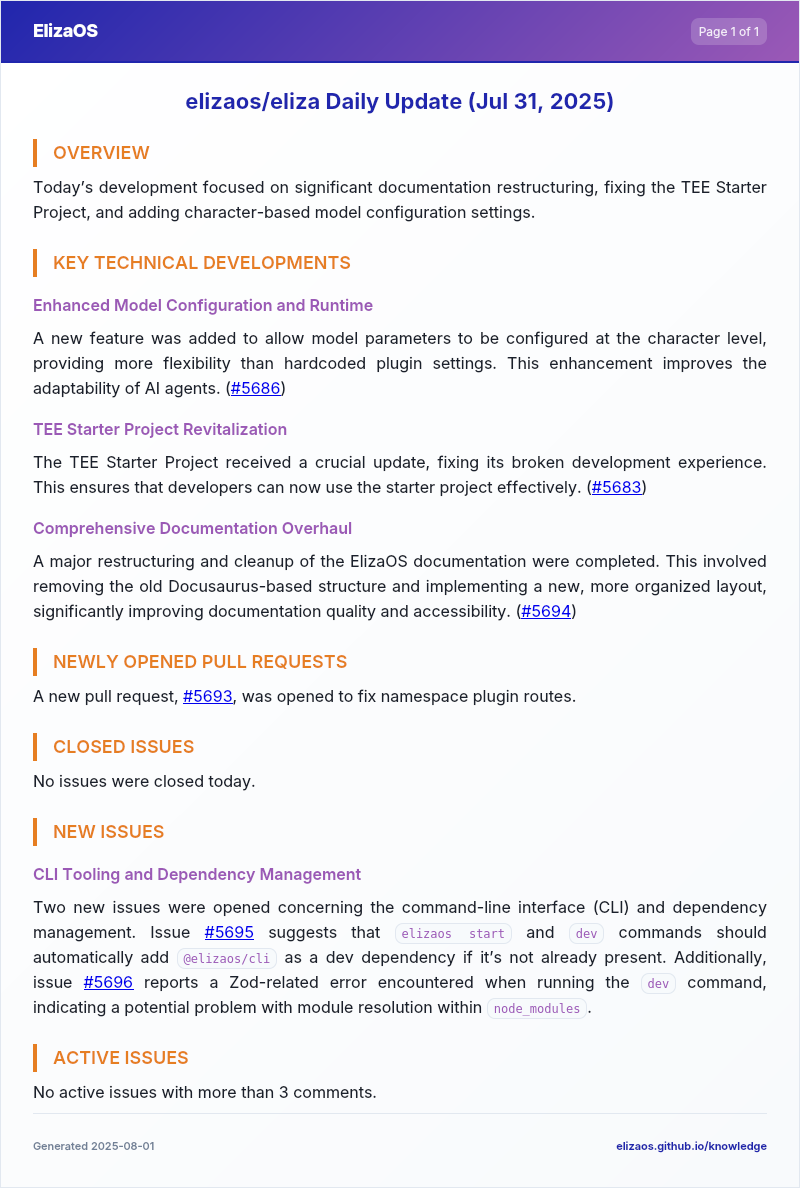 ElizaOS
Page 1 of 1
elizaos/eliza Daily Update (Jul 31, 2025)
OVERVIEW
Today's development focused on significant documentation restructuring, fixing the TEE Starter
Project, and adding character-based model configuration settings.
KEY TECHNICAL DEVELOPMENTS
Enhanced Model Configuration and Runtime
A new feature was added to allow model parameters to be configured at the character level,
providing more flexibility than hardcoded plugin settings. This enhancement improves the
adaptability of AI agents. (#5686)
TEE Starter Project Revitalization
The TEE Starter Project received a crucial update, fixing its broken development experience.
This ensures that developers can now use the starter project effectively. (#5683)
Comprehensive Documentation Overhaul
A major restructuring and cleanup of the ElizaOS documentation were completed. This involved
removing the old Docusaurus-based structure and implementing a new, more organized layout,
significantly improving documentation quality and accessibility. (#5694)
NEWLY OPENED PULL REQUESTS
A new pull request, #5693, was opened to fix namespace plugin routes.
CLOSED ISSUES
No issues were closed today.
NEW ISSUES
CLI Tooling and Dependency Management
Two new issues were opened concerning the command-line interface (CLI) and dependency
management. Issue #5695 suggests that elizaos start and dev commands should
automatically add @elizaos/cli as a dev dependency if it's not already present. Additionally,
issue #5696 reports a Zod-related error encountered when running the dev command,
indicating a potential problem with module resolution within node_modules.
ACTIVE ISSUES
No active issues with more than 3 comments.
Generated 2025-08-01
elizaos.github.io/knowledge